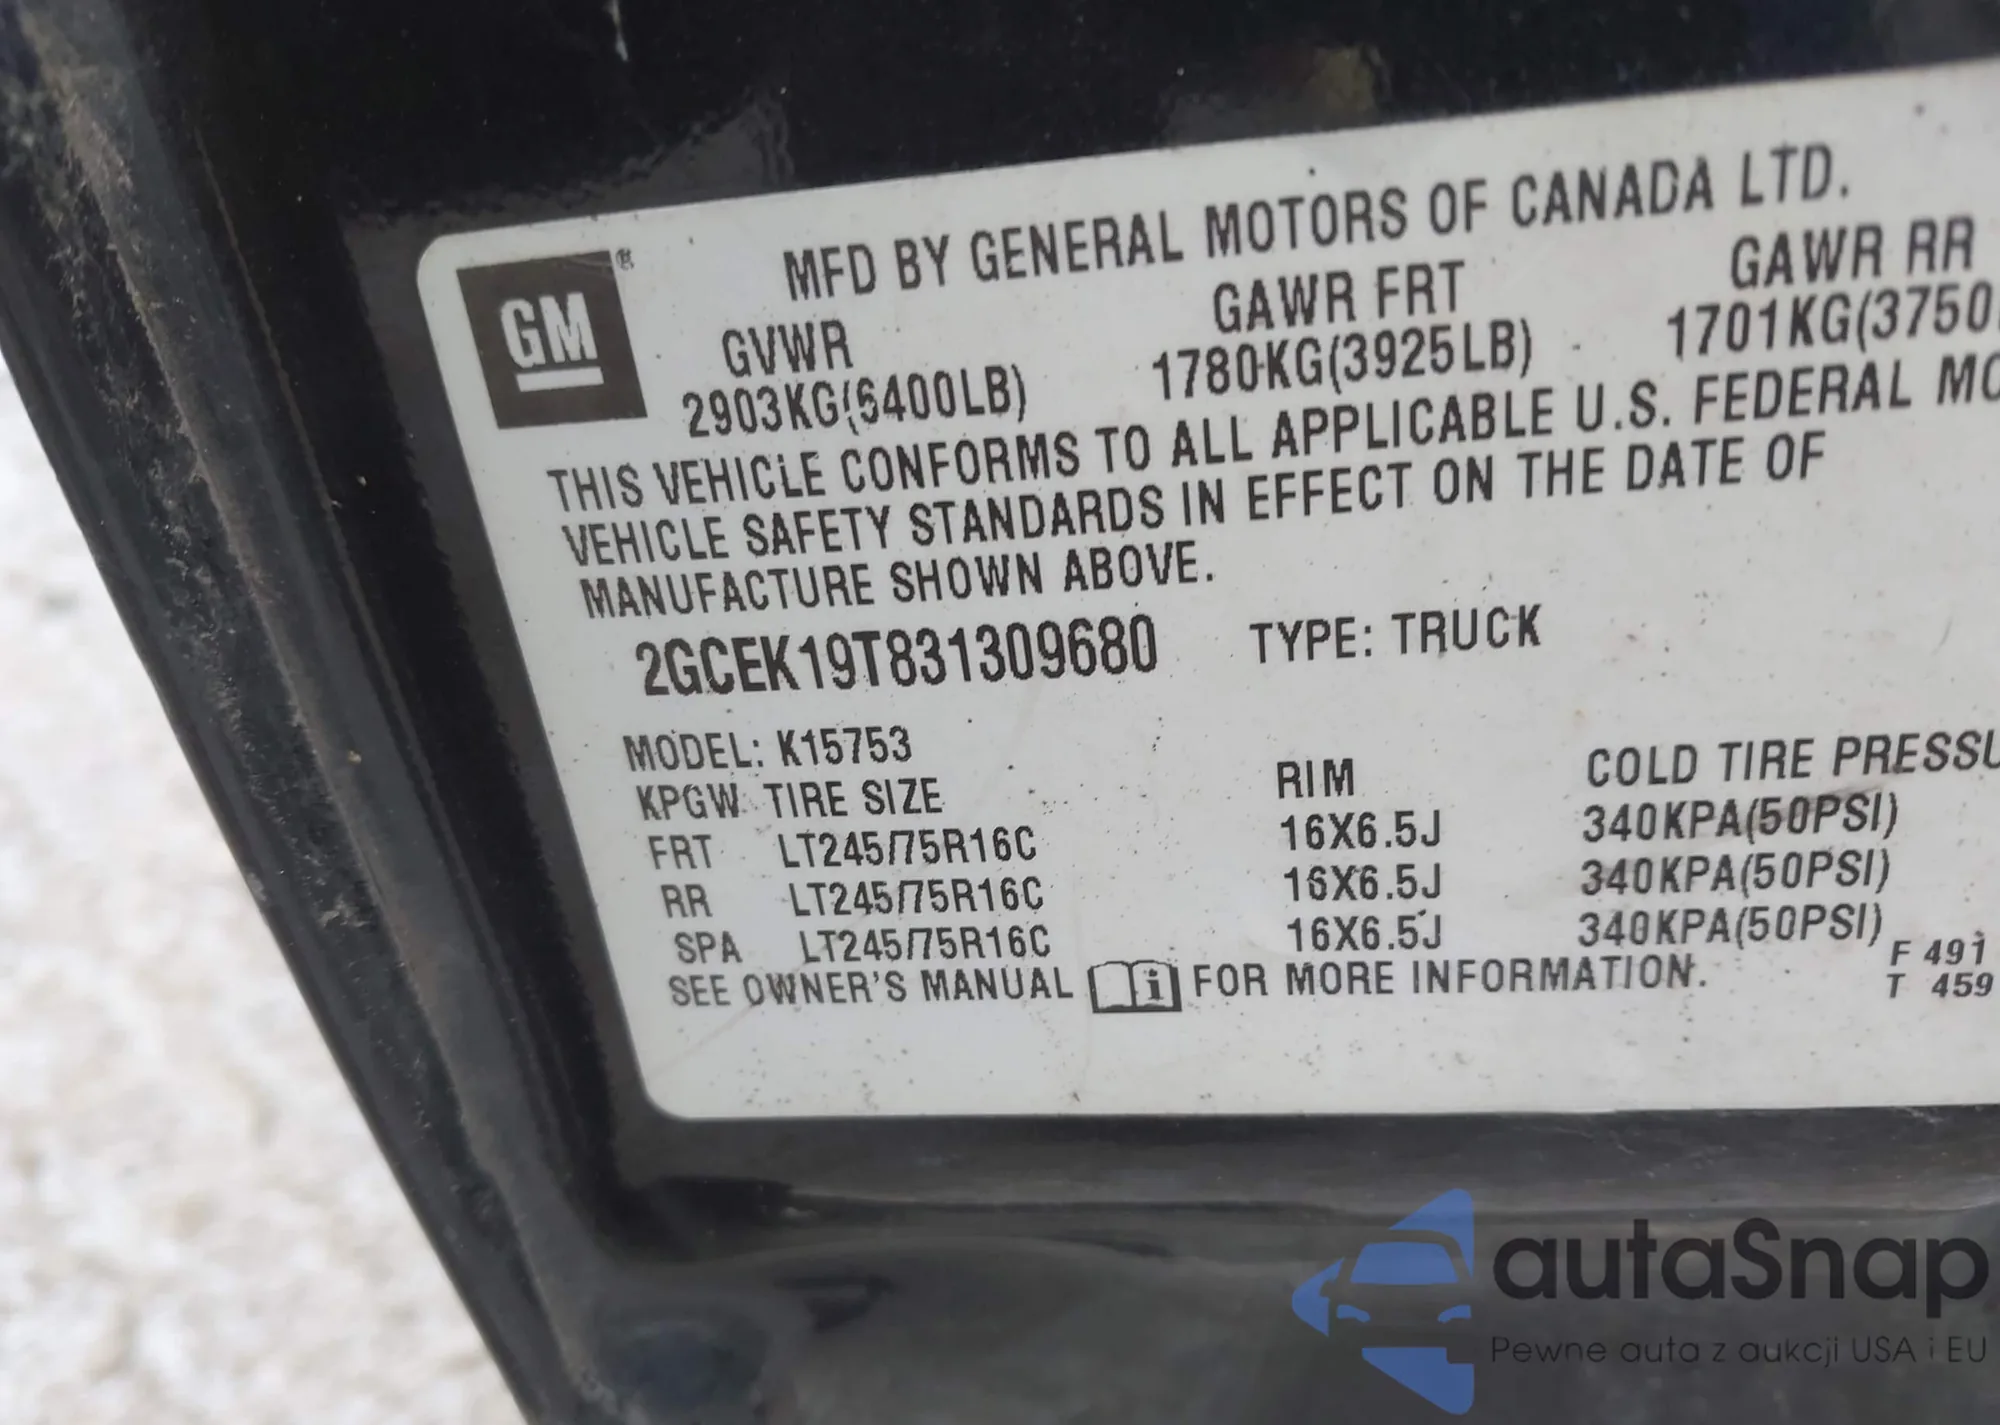 GM®
MFD BY GENERAL MOTORS OF CANADA LTD.
GVWR GAWR FRT GAWR RR
2903KG(6400LB) 1780KG(3925LB) 1701KG(3750
THIS VEHICLE CONFORMS TO ALL APPLICABLE U.S. FEDERAL MO
VEHICLE SAFETY STANDARDS IN EFFECT ON THE DATE OF
MANUFACTURE SHOWN ABOVE.
2GCEK19T831309680 TYPE: TRUCK
MODEL: K15753
KPGW TIRE SIZE RIM COLD TIRE PRESSU
FRT LT245/75R16C 16X6.5J 340KPA(50PSI)
RR LT245/75R16C 16X6.5J 340KPA(50PSI)
SPA LT245/75R16C 16X6.5J 340KPA(50PSI)
SEE OWNER'S MANUAL i FOR MORE INFORMATION.
F 491
T 459
autaSnap
Pewne auta z aukcji USA i EU